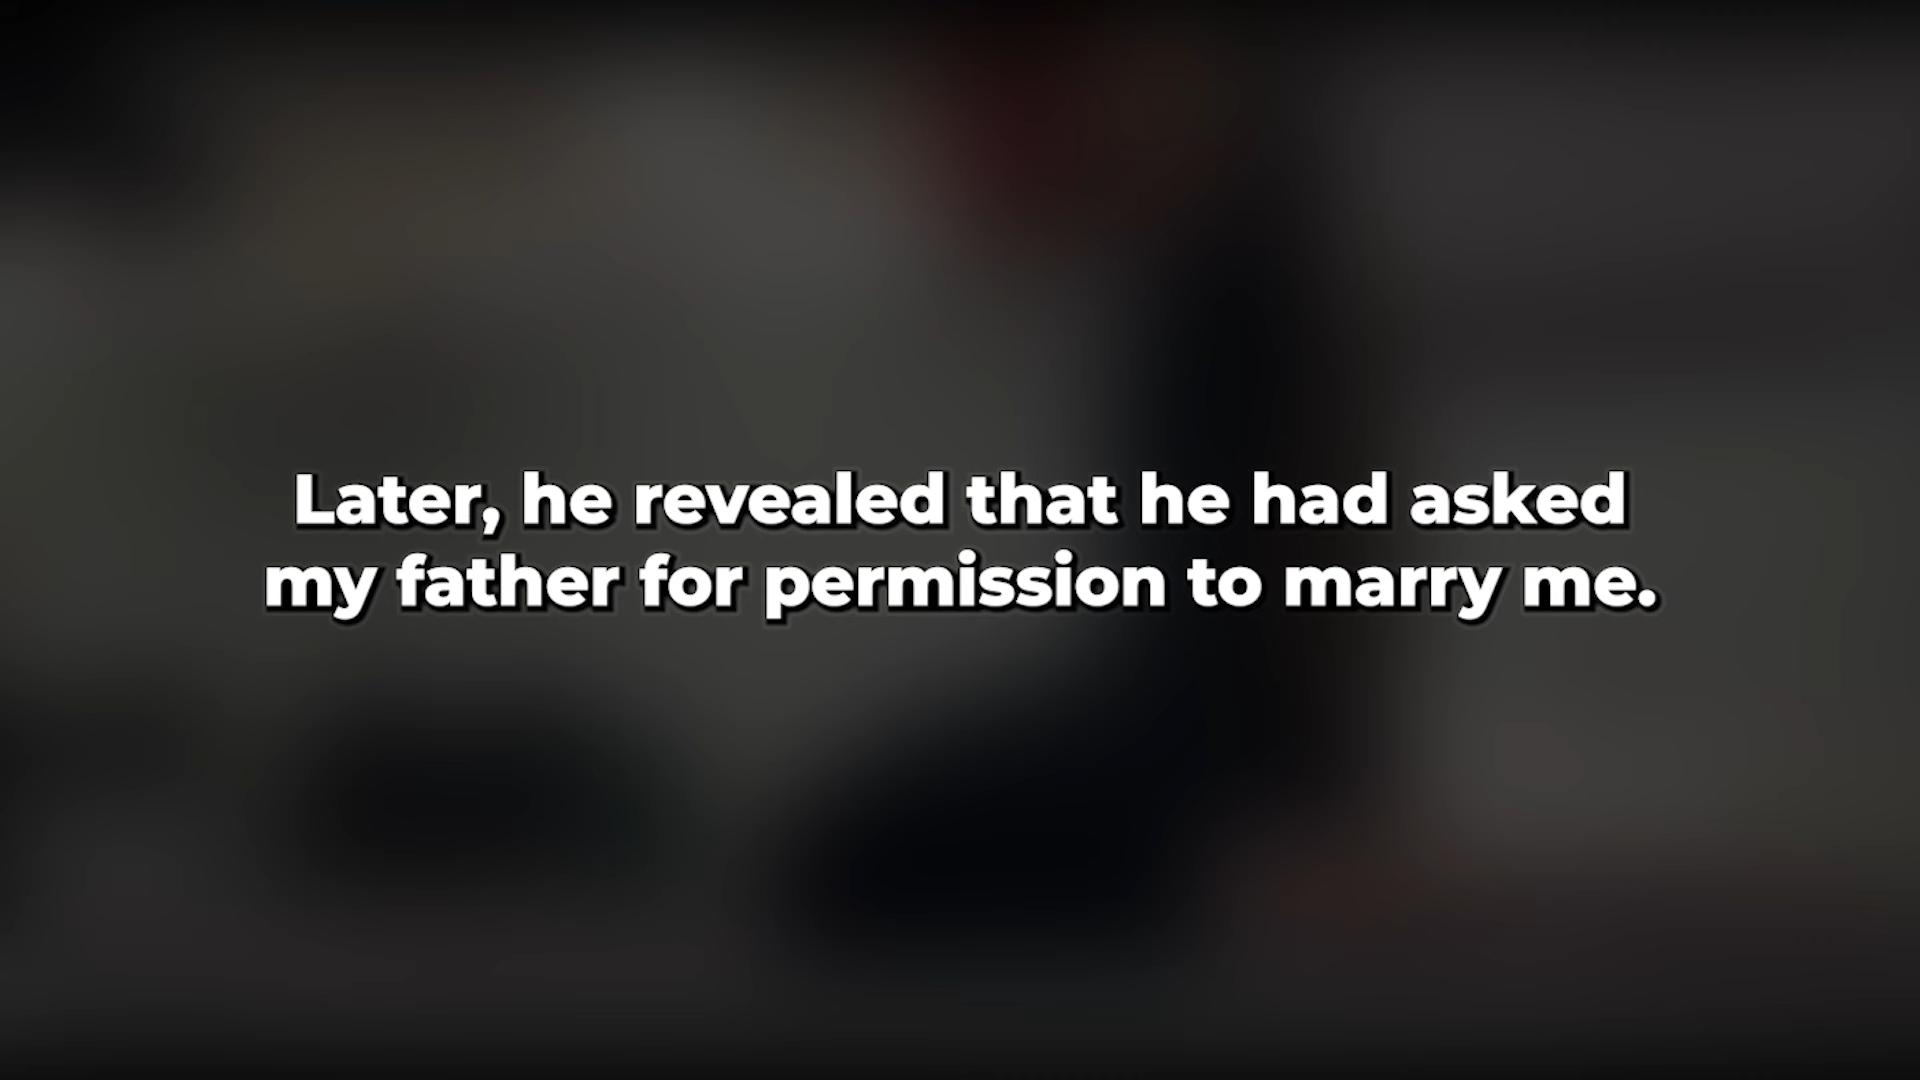 Later, he revealed that he had asked
my father for permission to marry me.